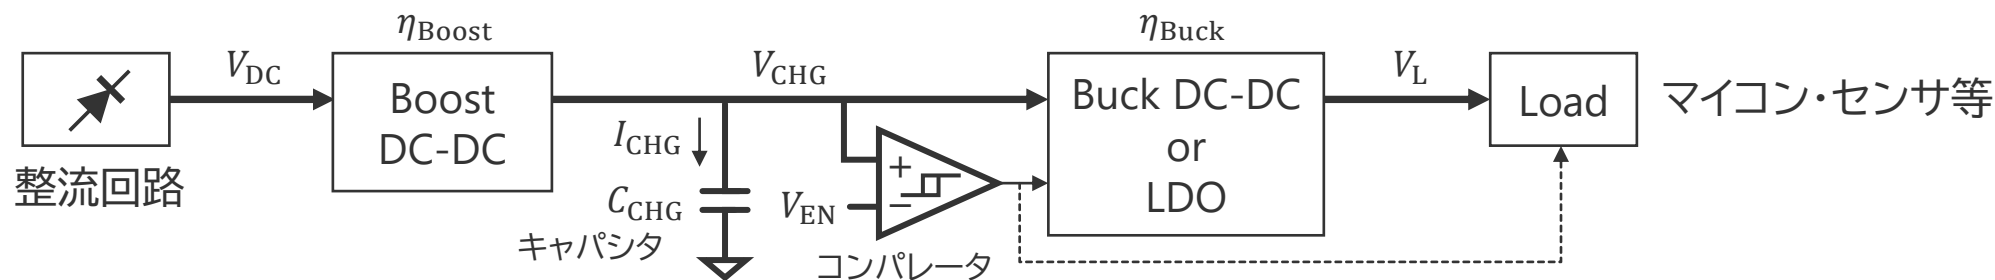 η_Boost
η_Buck
V_DC
V_CHG
V_L
Boost
DC-DC
Buck DC-DC
or
LDO
Load
マイコン・センサ等
整流回路
I_CHG
C_CHG
キャパシタ
+
−
V_EN
コンパレータ